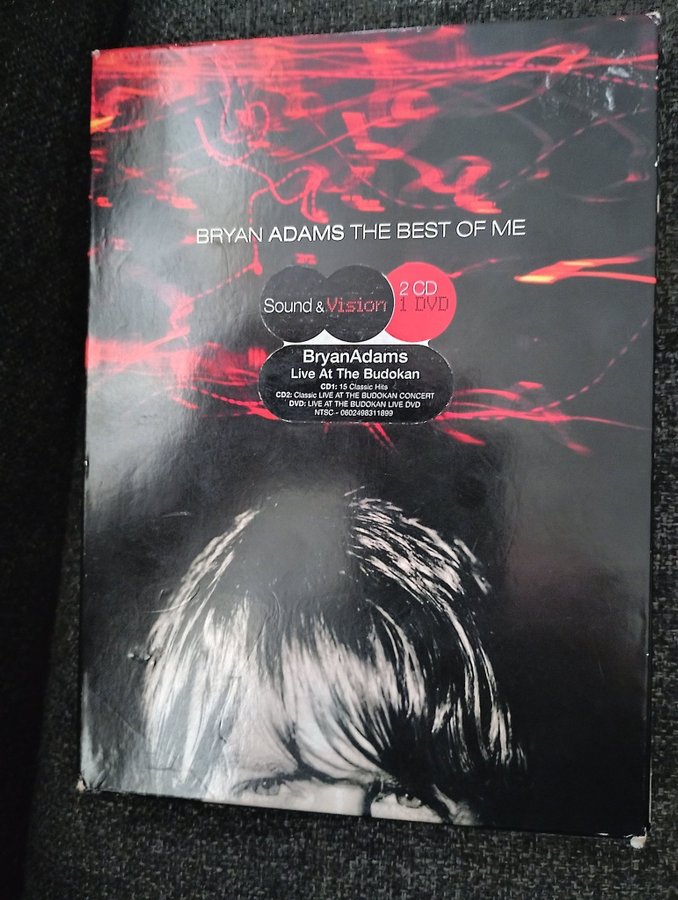 BRYAN ADAMS THE BEST OF ME
Sound & Vision
2 CD
1 DVD
BryanAdams
Live At The Budokan
CD1: 15 Classic Hits
CD2: Classic LIVE AT THE BUDOKAN CONCERT
DVD: LIVE AT THE BUDOKAN LIVE DVD
NTSC - 0602498311899